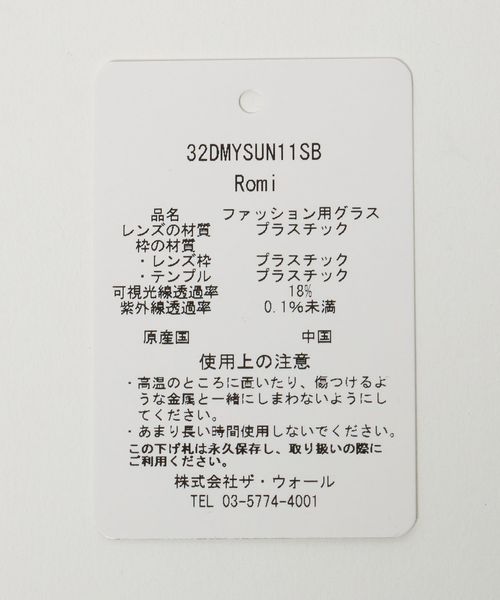 32DMYSUN11SB
Romi
品名 ファッション用グラス
レンズの材質 プラスチック
枠の材質
・レンズ枠 プラスチック
・テンプル プラスチック
可視光線透過率 18%
紫外線透過率 0.1%未満
原産国 中国
使用上の注意
・高温のところに置いたり、傷つけるよ
うな金属と一緒にしまわないようにし
てください。
・あまり長い時間使用しないでください。
この下げ札は永久保存し、取り扱いの際に
ご利用ください。
株式会社ザ・ウォール
TEL 03-5774-4001